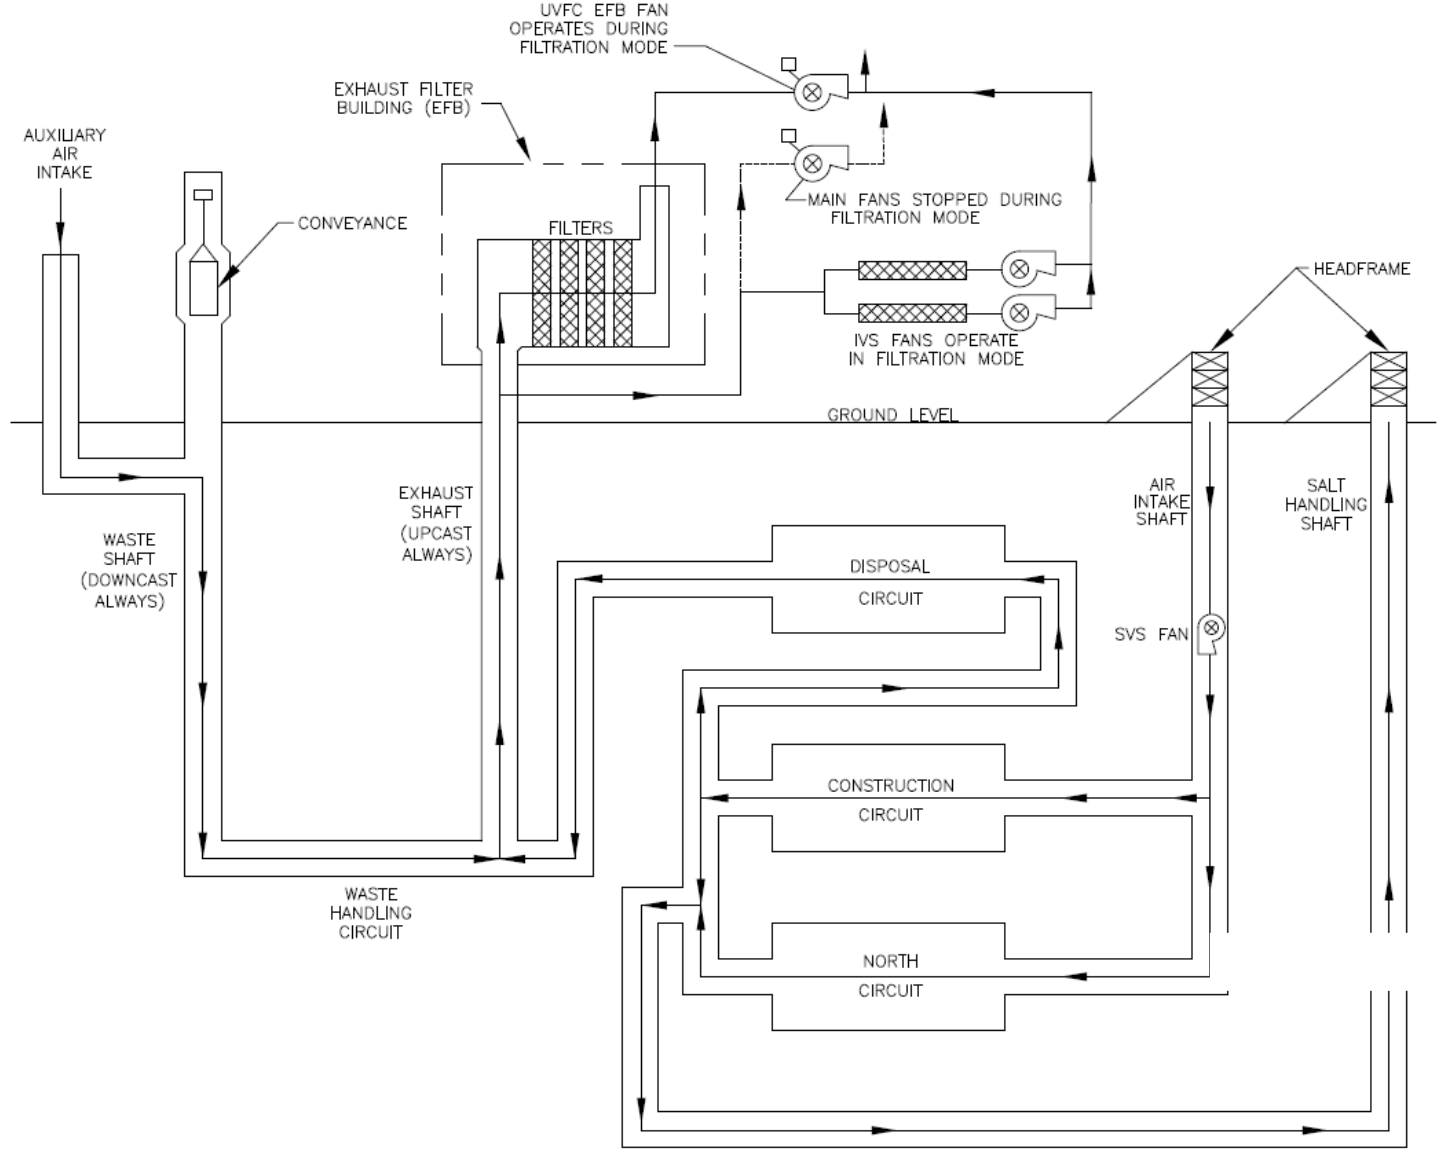 UVFC EFB FAN
OPERATES DURING
FILTRATION MODE
EXHAUST FILTER
BUILDING (EFB)
AUXILIARY
AIR
INTAKE
CONVEYANCE
FILTERS
MAIN FANS STOPPED DURING
FILTRATION MODE
HEADFRAME
IVS FANS OPERATE
IN FILTRATION MODE
GROUND LEVEL
EXHAUST
SHAFT
(UPCAST
ALWAYS)
AIR
INTAKE
SHAFT
SALT
HANDLING
SHAFT
WASTE
SHAFT
(DOWNCAST
ALWAYS)
DISPOSAL
CIRCUIT
SVS FAN
CONSTRUCTION
CIRCUIT
WASTE
HANDLING
CIRCUIT
NORTH
CIRCUIT